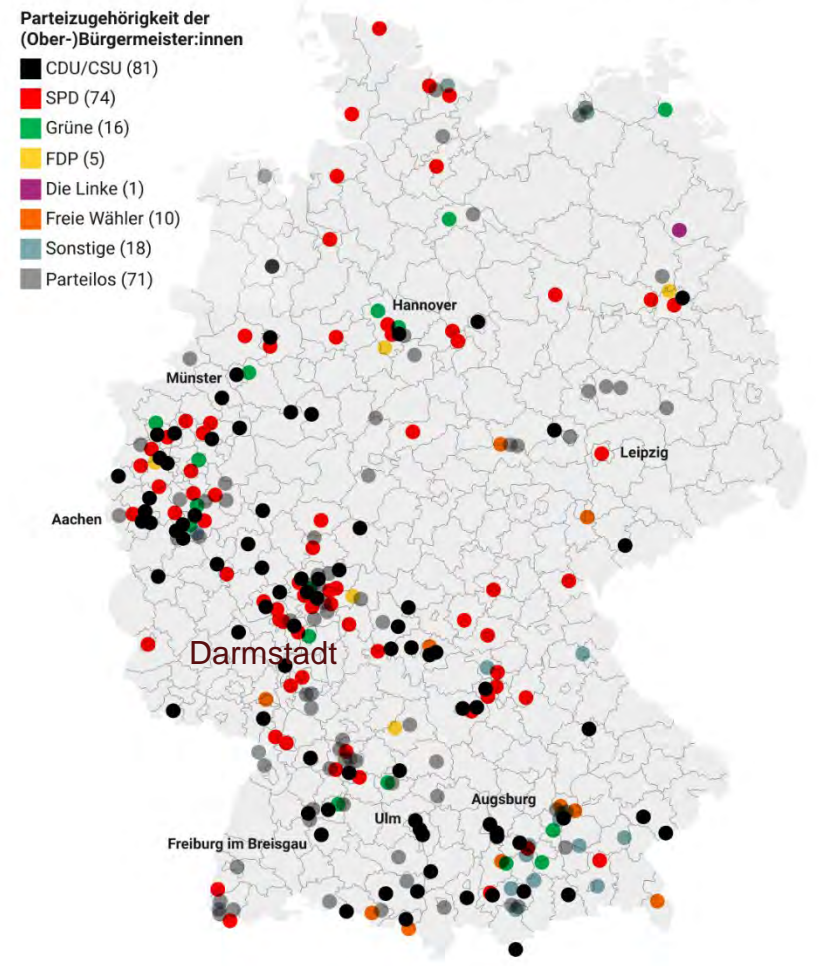 Parteizugehörigkeit der
(Ober-)Bürgermeister:innen
CDU/CSU (81)
SPD (74)
Grüne (16)
FDP (5)
Die Linke (1)
Freie Wähler (10)
Sonstige (18)
Parteilos (71)
Hannover
Münster
Leipzig
Aachen
Darmstadt
Augsburg
Ulm
Freiburg im Breisgau